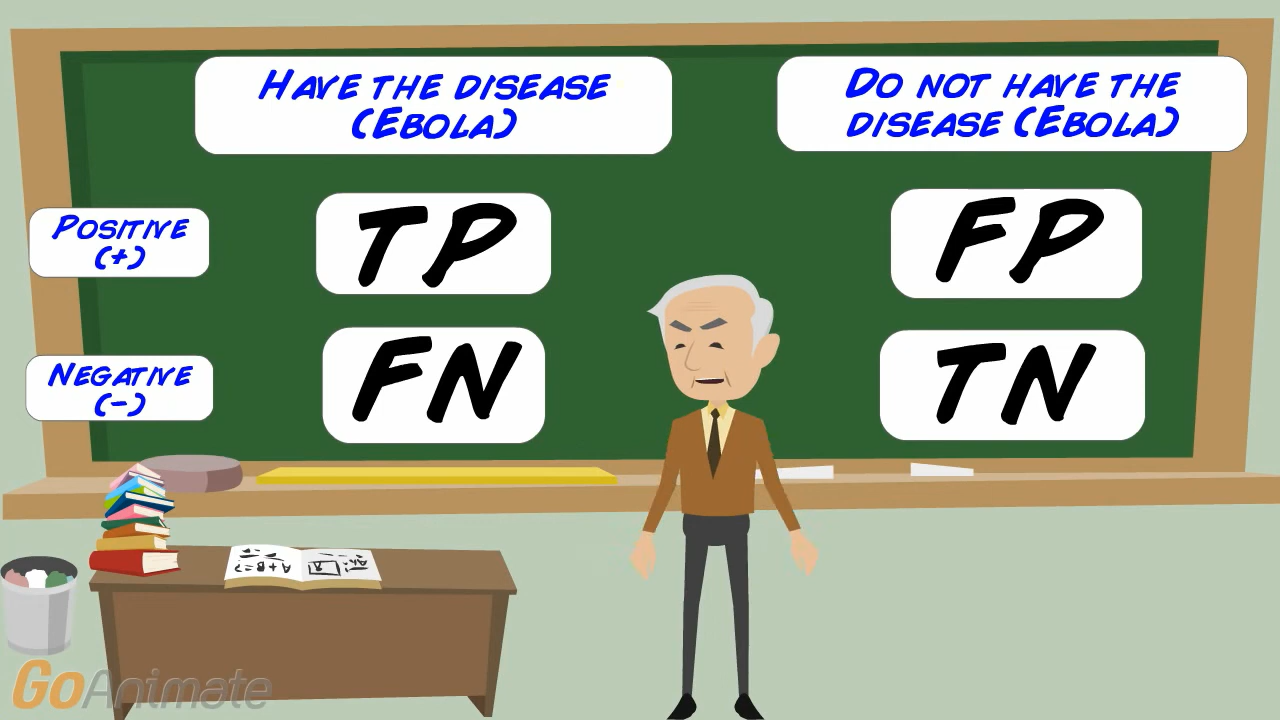 HAVE THE DISEASE
(EBOLA)
DO NOT HAVE THE
DISEASE (EBOLA)
POSITIVE
(+)
TP
FP
NEGATIVE
(-)
FN
TN
A+B=?
GoAnimate